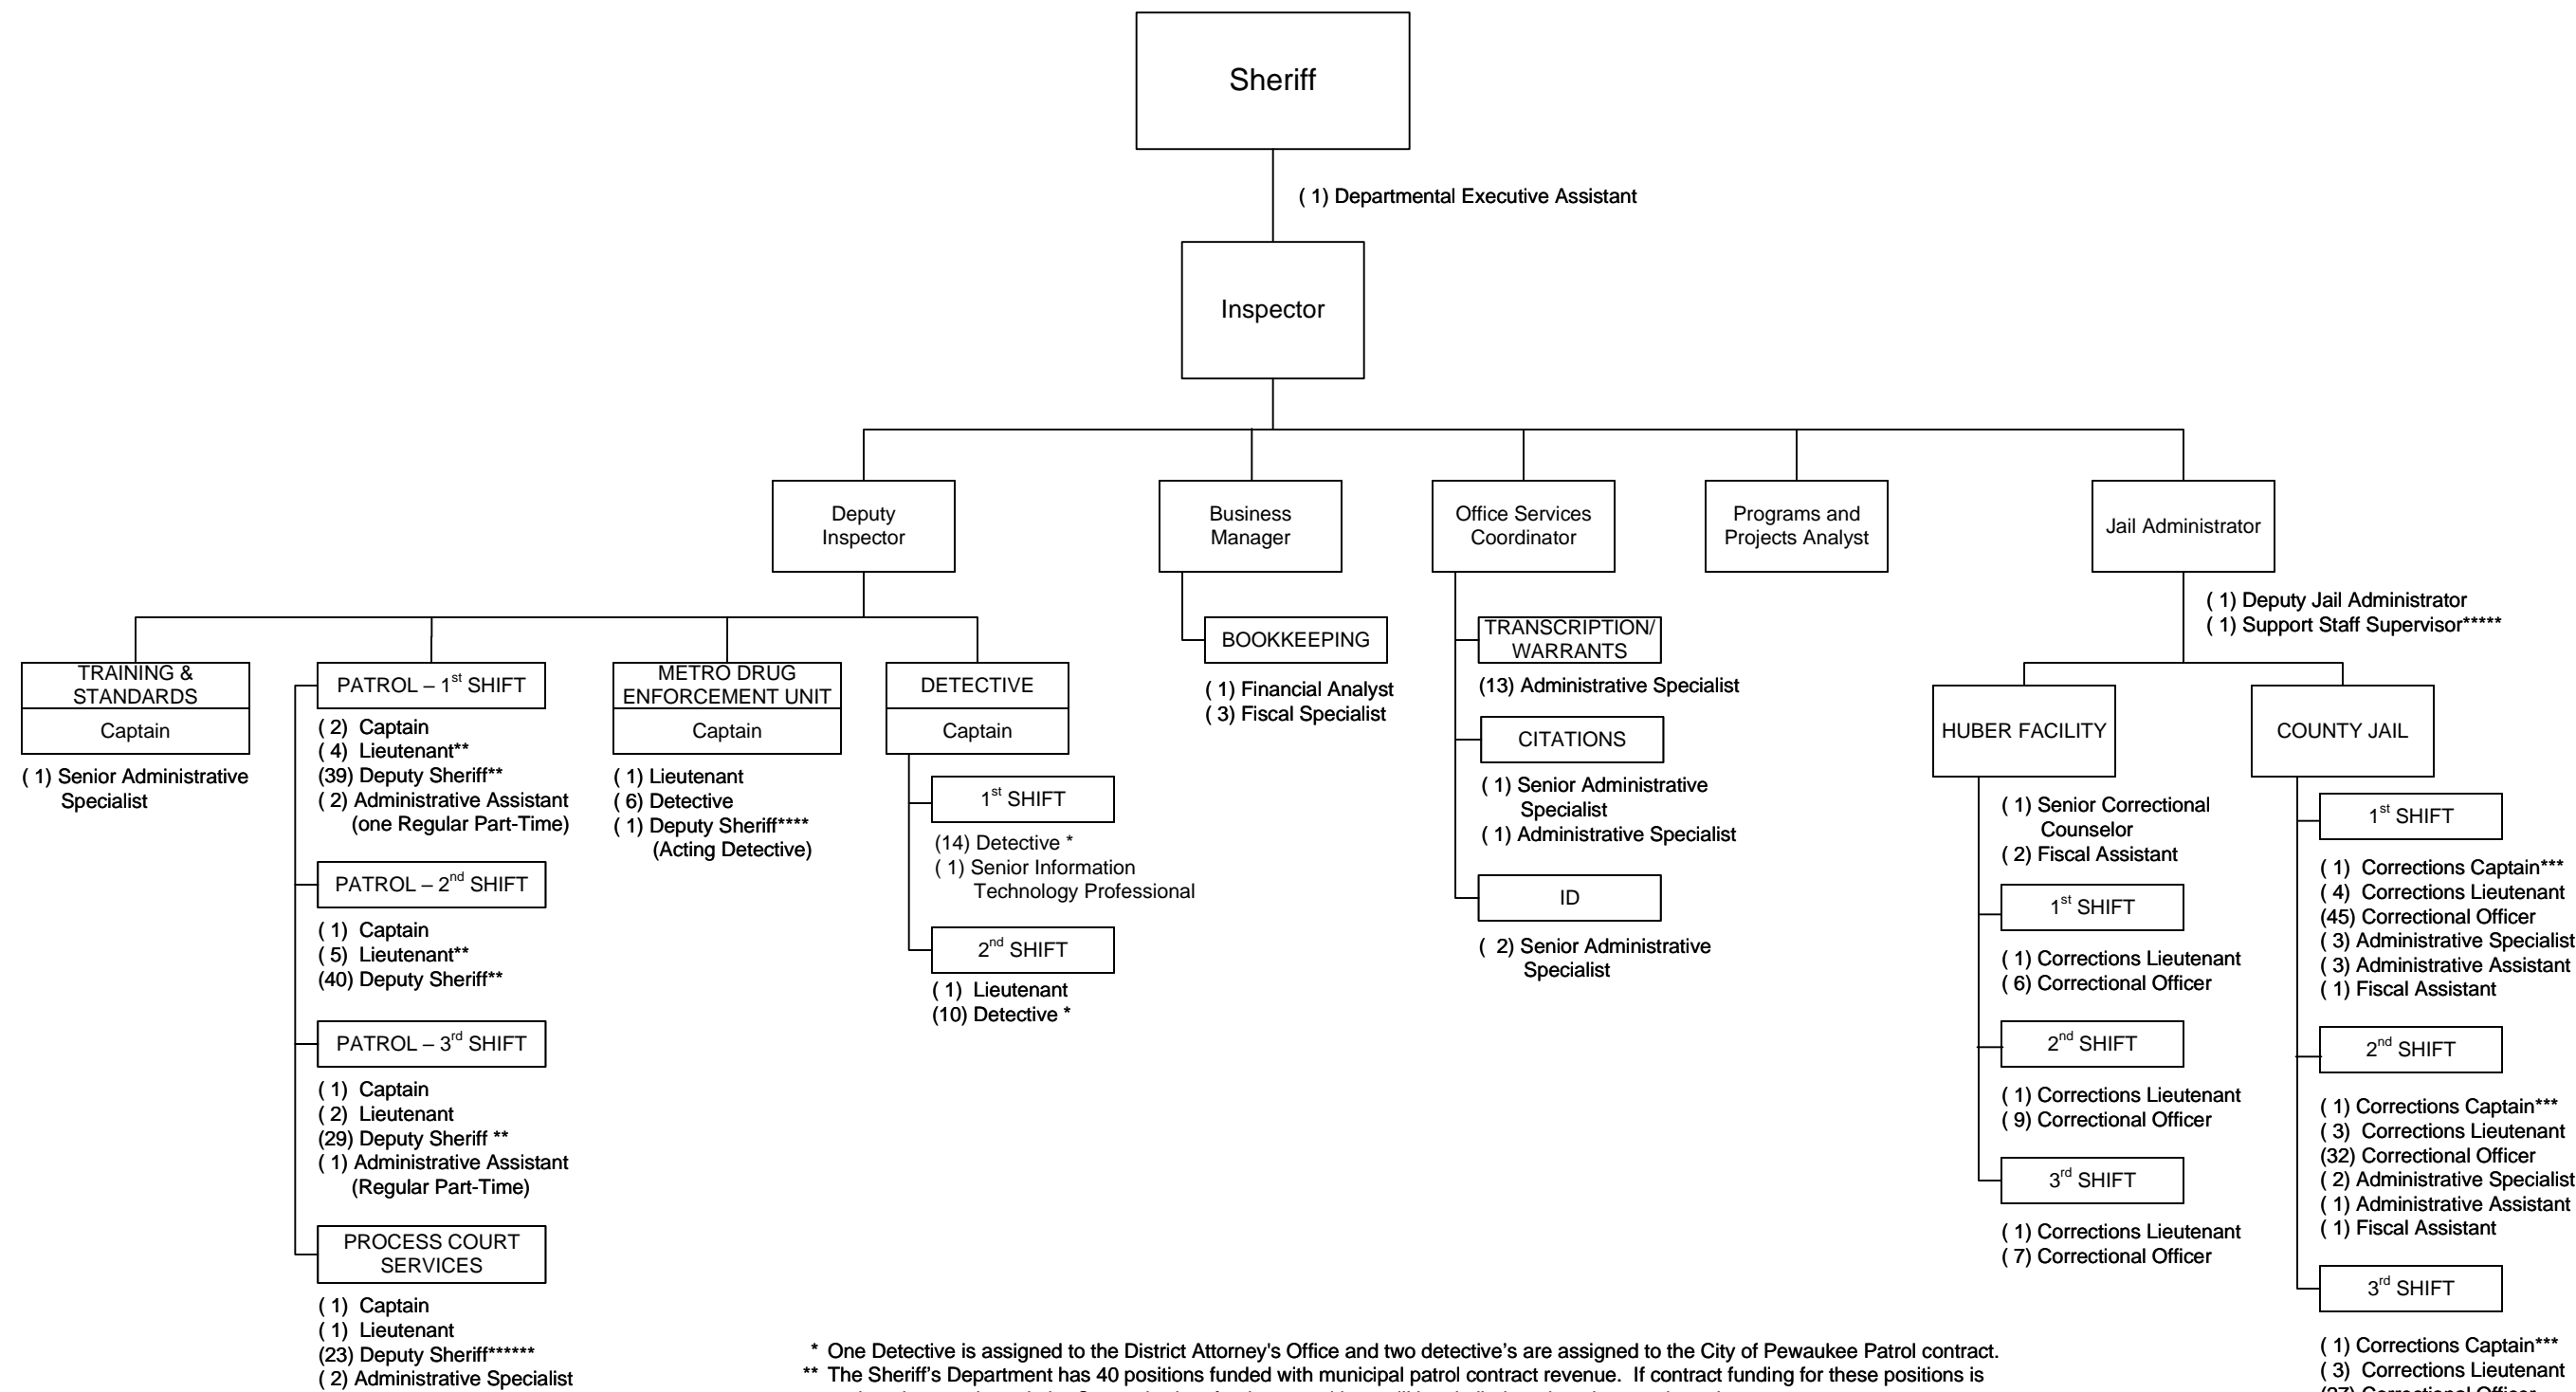 Sheriff
( 1) Departmental Executive Assistant
Inspector
Deputy
Inspector
Business
Manager
Office Services
Coordinator
Programs and
Projects Analyst
Jail Administrator
( 1) Deputy Jail Administrator
( 1) Support Staff Supervisor*****
TRAINING &
STANDARDS
Captain
( 1) Senior Administrative
Specialist
PATROL – 1st SHIFT
( 2) Captain
( 4) Lieutenant**
(39) Deputy Sheriff**
( 2) Administrative Assistant
(one Regular Part-Time)
PATROL – 2nd SHIFT
( 1) Captain
( 5) Lieutenant**
(40) Deputy Sheriff**
PATROL – 3rd SHIFT
( 1) Captain
( 2) Lieutenant
(29) Deputy Sheriff **
( 1) Administrative Assistant
(Regular Part-Time)
PROCESS COURT
SERVICES
( 1) Captain
( 1) Lieutenant
(23) Deputy Sheriff******
( 2) Administrative Specialist
METRO DRUG
ENFORCEMENT UNIT
Captain
( 1) Lieutenant
( 6) Detective
( 1) Deputy Sheriff****
(Acting Detective)
DETECTIVE
Captain
1st SHIFT
(14) Detective *
( 1) Senior Information
Technology Professional
2nd SHIFT
( 1) Lieutenant
(10) Detective *
BOOKKEEPING
( 1) Financial Analyst
( 3) Fiscal Specialist
TRANSCRIPTION/
WARRANTS
(13) Administrative Specialist
CITATIONS
( 1) Senior Administrative
Specialist
( 1) Administrative Specialist
ID
( 2) Senior Administrative
Specialist
HUBER FACILITY
( 1) Senior Correctional
Counselor
( 2) Fiscal Assistant
1st SHIFT
( 1) Corrections Lieutenant
( 6) Correctional Officer
2nd SHIFT
( 1) Corrections Lieutenant
( 9) Correctional Officer
3rd SHIFT
( 1) Corrections Lieutenant
( 7) Correctional Officer
COUNTY JAIL
1st SHIFT
( 1) Corrections Captain***
( 4) Corrections Lieutenant
(45) Correctional Officer
( 3) Administrative Specialist
( 3) Administrative Assistant
( 1) Fiscal Assistant
2nd SHIFT
( 1) Corrections Captain***
( 3) Corrections Lieutenant
(32) Correctional Officer
( 2) Administrative Specialist
( 1) Administrative Assistant
( 1) Fiscal Assistant
3rd SHIFT
( 1) Corrections Captain***
( 3) Corrections Lieutenant
* One Detective is assigned to the District Attorney's Office and two detective's are assigned to the City of Pewaukee Patrol contract.
** The Sheriff's Department has 40 positions funded with municipal patrol contract revenue. If contract funding for these positions is